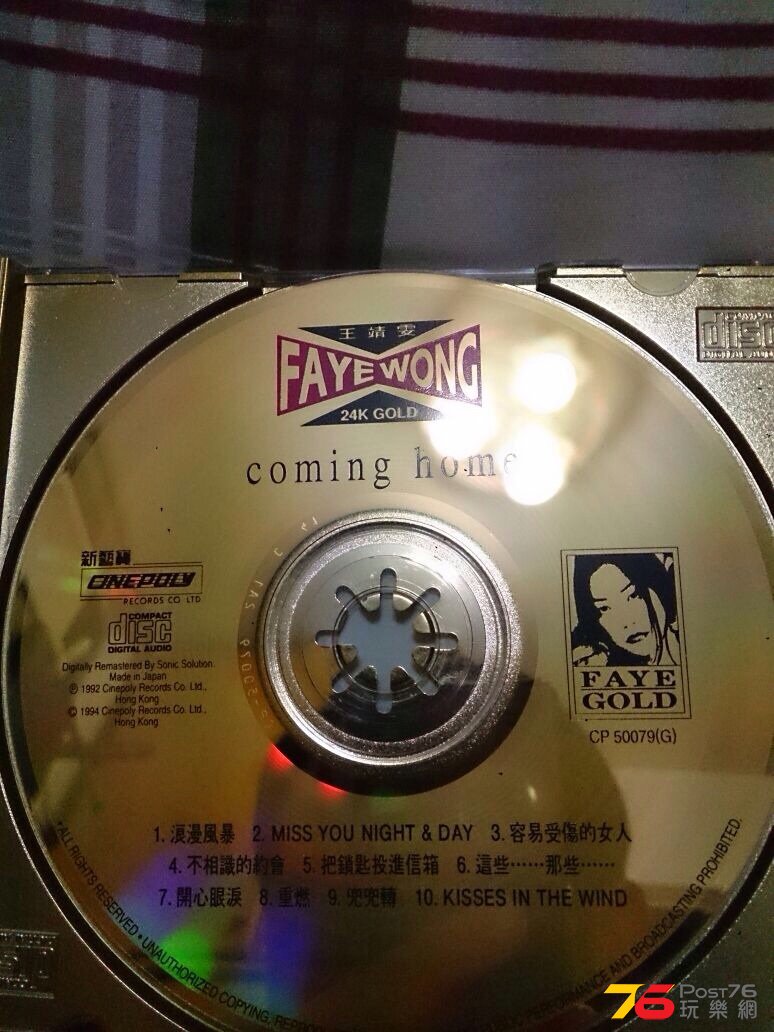 王靖雯
FAYE WONG
24K GOLD
coming home
新藝寶
CINEPOLY
RECORDS CO LTD
COMPACT
disc
DIGITAL AUDIO
Digitally Remastered By Sonic Solution.
Made in Japan
℗ 1992 Cinepoly Records Co. Ltd.,
Hong Kong
© 1994 Cinepoly Records Co. Ltd.,
Hong Kong
FAYE
GOLD
CP 50079(G)
disc
DIGITAL
1. 浪漫風暴 2. MISS YOU NIGHT & DAY 3. 容易受傷的女人
4. 不相識的約會 5. 把鎖匙投進信箱 6. 這些⋯⋯那些⋯⋯
7. 開心眼淚 8. 重燃 9. 兜兜轉 10. KISSES IN THE WIND
• ALL RIGHTS RESERVED • UNAUTHORIZED COPYING, PERFORMANCE AND BROADCASTING PROHIBITED.
76 Post76
玩樂網